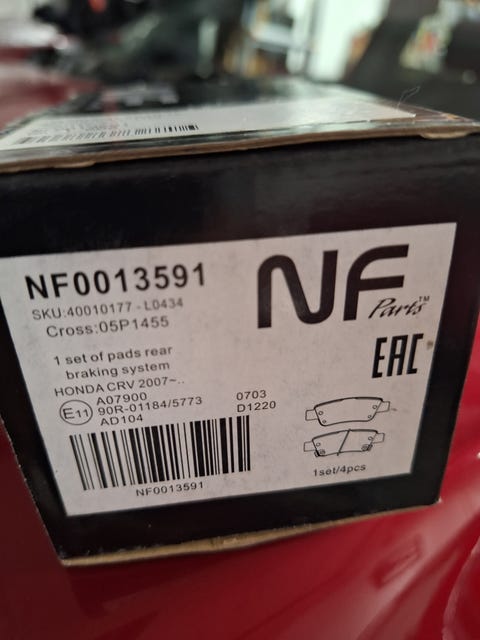 NF0013591
SKU:40010177 - L0434
Cross:05P1455
NF
Parts™
EAC
1 set of pads rear
braking system
HONDA CRV 2007~..
E11
A07900 0703
90R-01184/5773 D1220
AD104
NF0013591
1set/4pcs